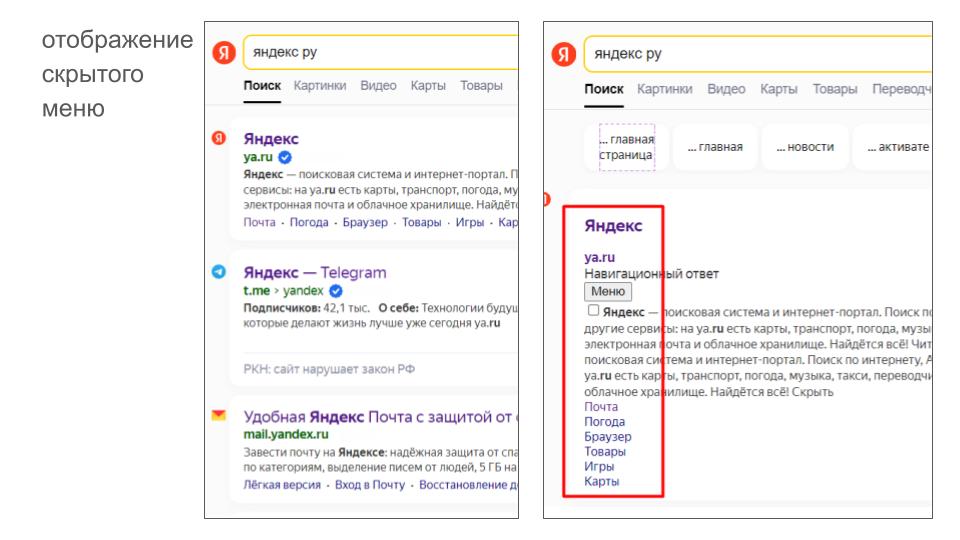 отображение
скрытого
меню
Я
яндекс ру
Поиск Картинки Видео Карты Товары
Я
Яндекс
ya.ru
Яндекс — поисковая система и интернет-портал. П
сервисы: на ya.ru есть карты, транспорт, погода, му
электронная почта и облачное хранилище. Найдётс
Почта · Погода · Браузер · Товары · Игры · Кар
Яндекс — Telegram
t.me › yandex
Подписчиков: 42,1 тыс. О себе: Технологии будущ
которые делают жизнь лучше уже сегодня ya.ru
РКН: сайт нарушает закон РФ
Удобная Яндекс Почта с защитой от с
mail.yandex.ru
Завести почту на Яндексе: надёжная защита от спа
по категориям, выделение писем от людей, 5 ГБ на
Лёгкая версия · Вход в Почту · Восстановление д
Я
яндекс ру
Поиск Картинки Видео Карты Товары Переводч
... главная
страница
... главная
... новости
... активате
Яндекс
ya.ru
Навигационный ответ
Меню
Яндекс — поисковая система и интернет-портал. Поиск по
другие сервисы: на ya.ru есть карты, транспорт, погода, музы
электронная почта и облачное хранилище. Найдётся всё! Чит
поисковая система и интернет-портал. Поиск по интернету, А
ya.ru есть карты, транспорт, погода, музыка, такси, переводчи
облачное хранилище. Найдётся всё! Скрыть
Почта
Погода
Браузер
Товары
Игры
Карты